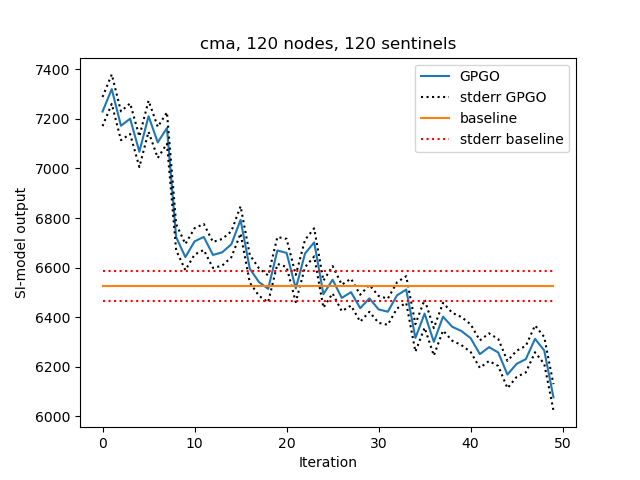 cma, 120 nodes, 120 sentinels
GPGO
stderr GPGO
baseline
stderr baseline
SI-model output
7400
7200
7000
6800
6600
6400
6200
6000
0 10 20 30 40 50
Iteration